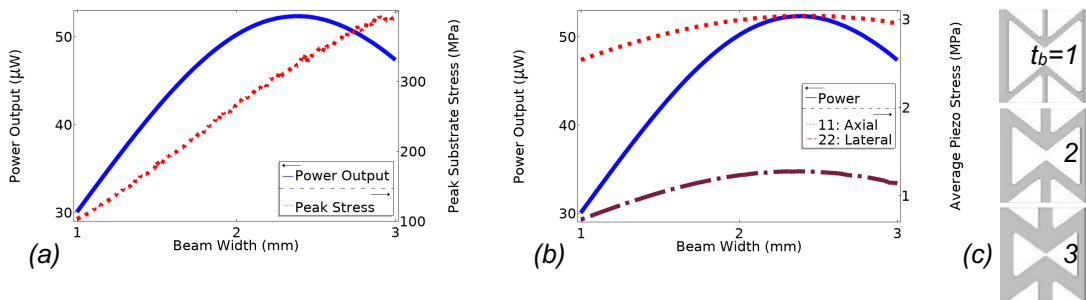 50
40
30
Power Output (μW)
300
200
100
Peak Substrate Stress (MPa)
Power Output
Peak Stress
1
2
3
Beam Width (mm)
(a)
50
40
30
Power Output (μW)
3
2
1
Average Piezo Stress (MPa)
Power
11: Axial
22: Lateral
1
2
3
Beam Width (mm)
(b)
t_b=1
2
3
(c)